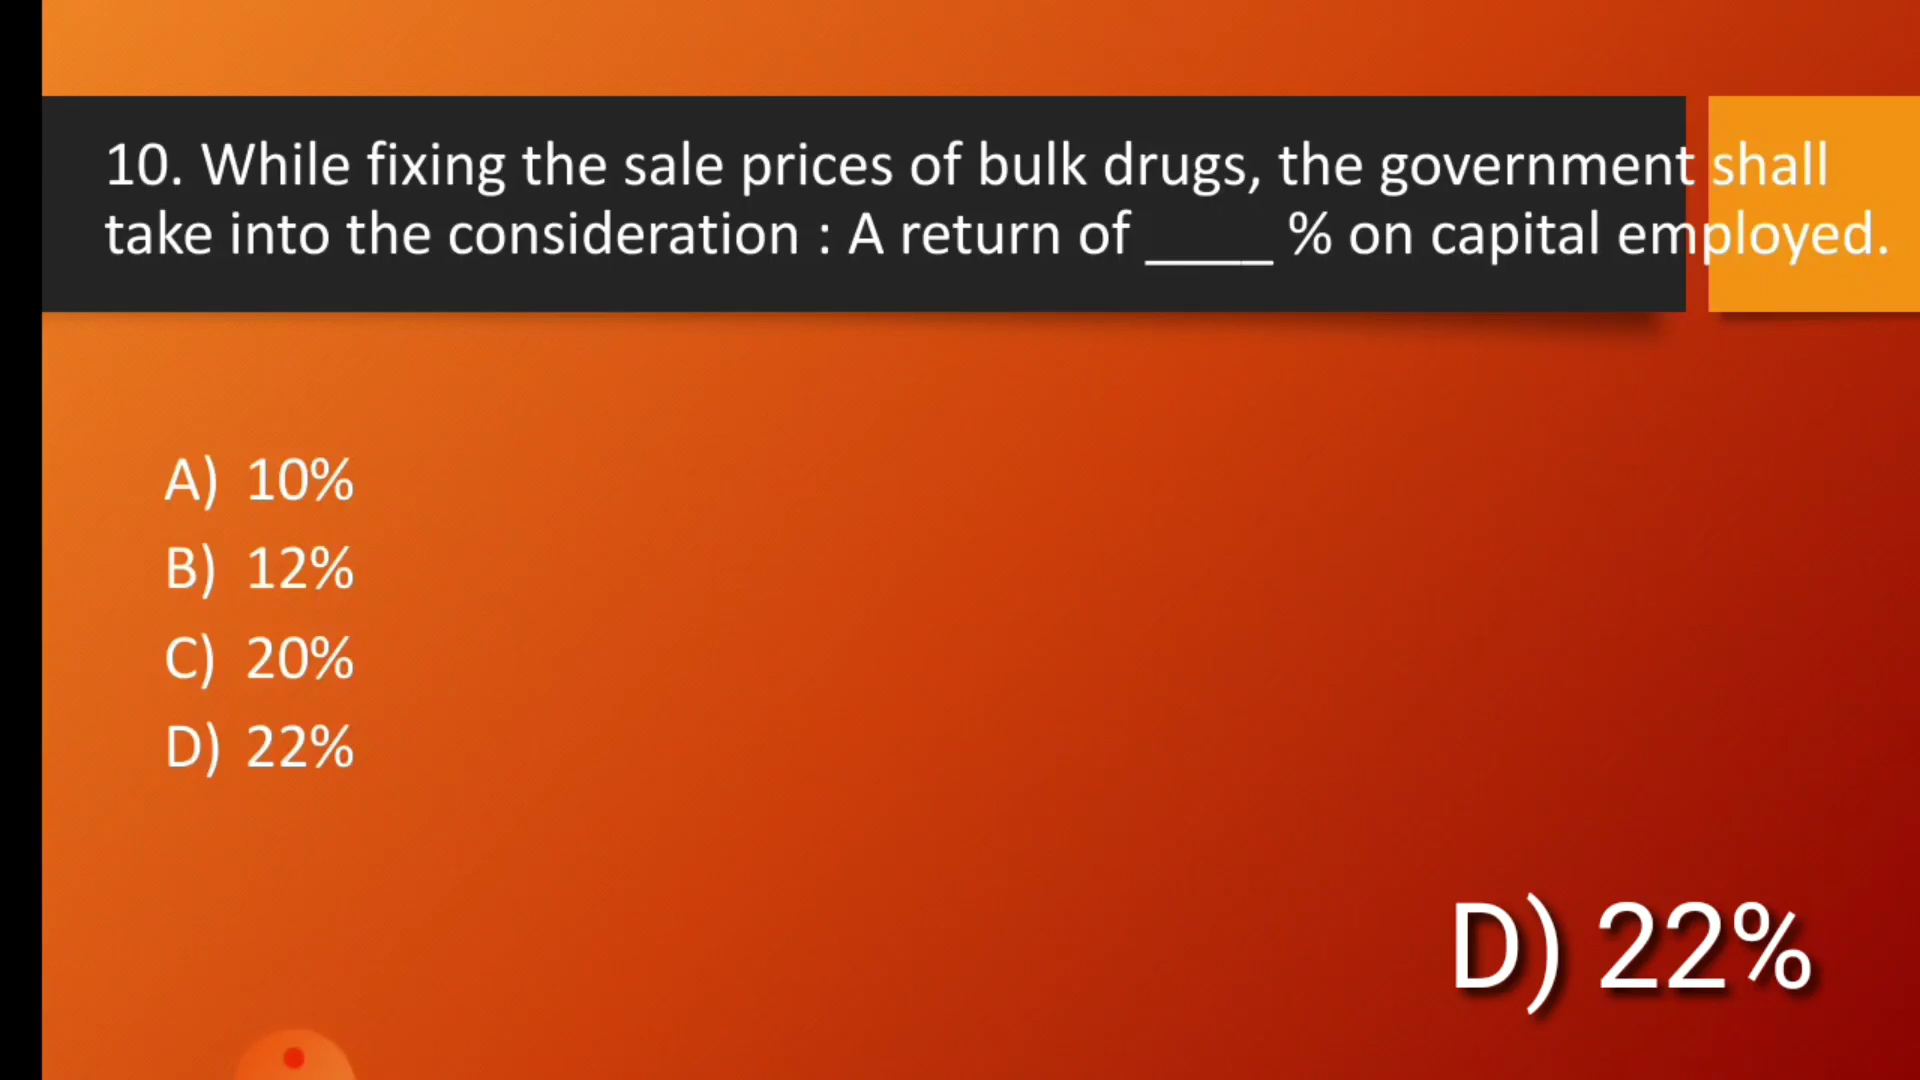 10. While fixing the sale prices of bulk drugs, the government shall
take into the consideration : A return of ____ % on capital employed.
A) 10%
B) 12%
C) 20%
D) 22%
D) 22%